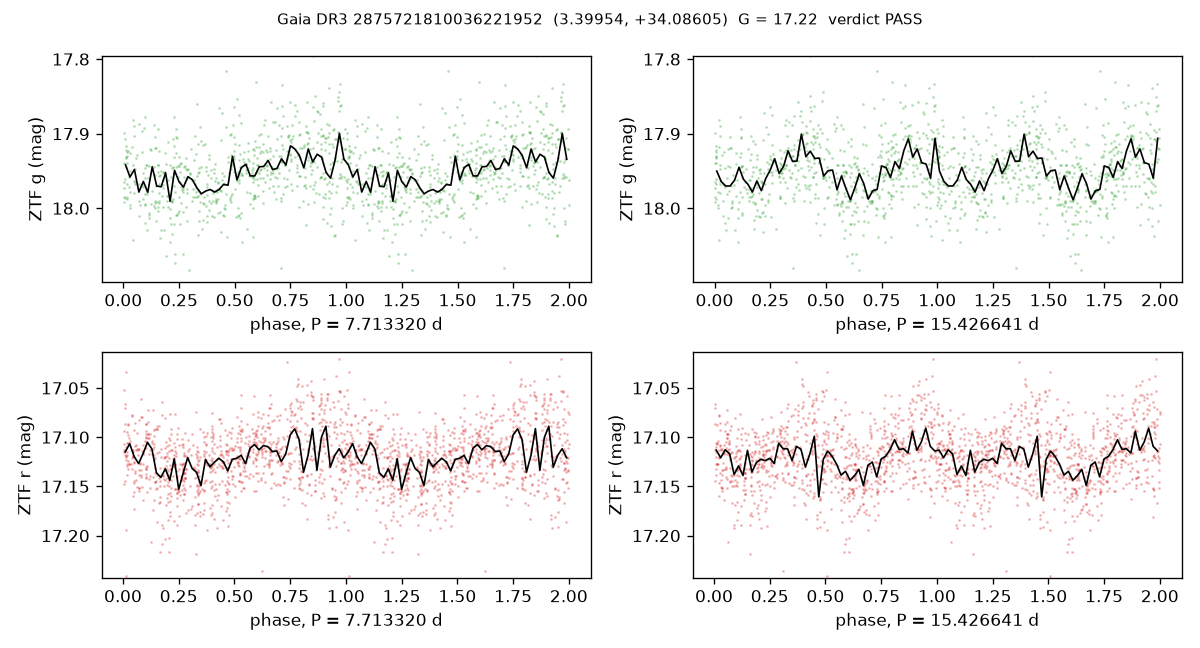 Gaia DR3 2875721810036221952 (3.39954, +34.08605) G = 17.22 verdict PASS
17.8
17.9
18.0
ZTF g (mag)
0.00 0.25 0.50 0.75 1.00 1.25 1.50 1.75 2.00
phase, P = 7.713320 d
17.8
17.9
18.0
ZTF g (mag)
0.00 0.25 0.50 0.75 1.00 1.25 1.50 1.75 2.00
phase, P = 15.426641 d
17.05
17.10
17.15
17.20
ZTF r (mag)
0.00 0.25 0.50 0.75 1.00 1.25 1.50 1.75 2.00
phase, P = 7.713320 d
17.05
17.10
17.15
17.20
ZTF r (mag)
0.00 0.25 0.50 0.75 1.00 1.25 1.50 1.75 2.00
phase, P = 15.426641 d